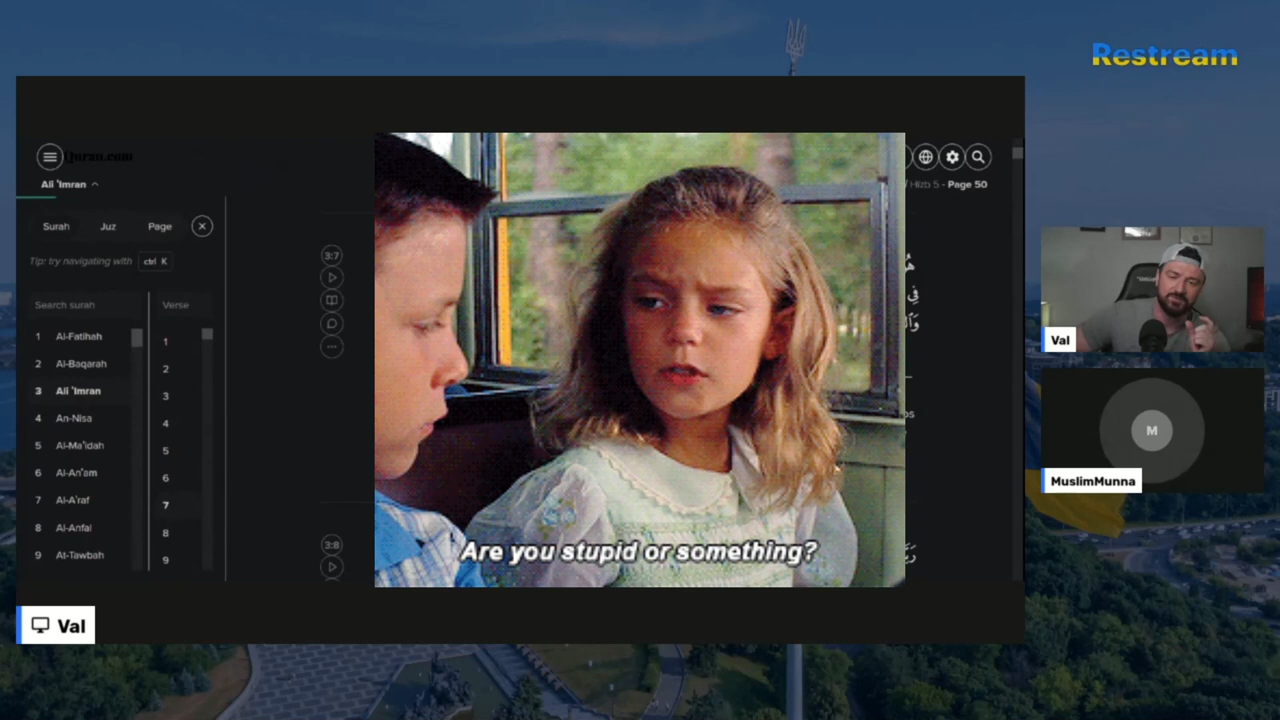 Restream
Quran.com
Ali 'Imran
/ Hizb 5 - Page 50
Surah
Juz
Page
Tip: try navigating with ctrl K
Search surah
Verse
1 Al-Fatihah
2 Al-Baqarah
3 Ali 'Imran
4 An-Nisa
5 Al-Ma'idah
6 Al-An'am
7 Al-A'raf
8 Al-Anfal
9 At-Tawbah
1
2
3
4
5
6
7
8
9
3:7
3:8
Are you stupid or something?
Val
MuslimMunna
M
Val